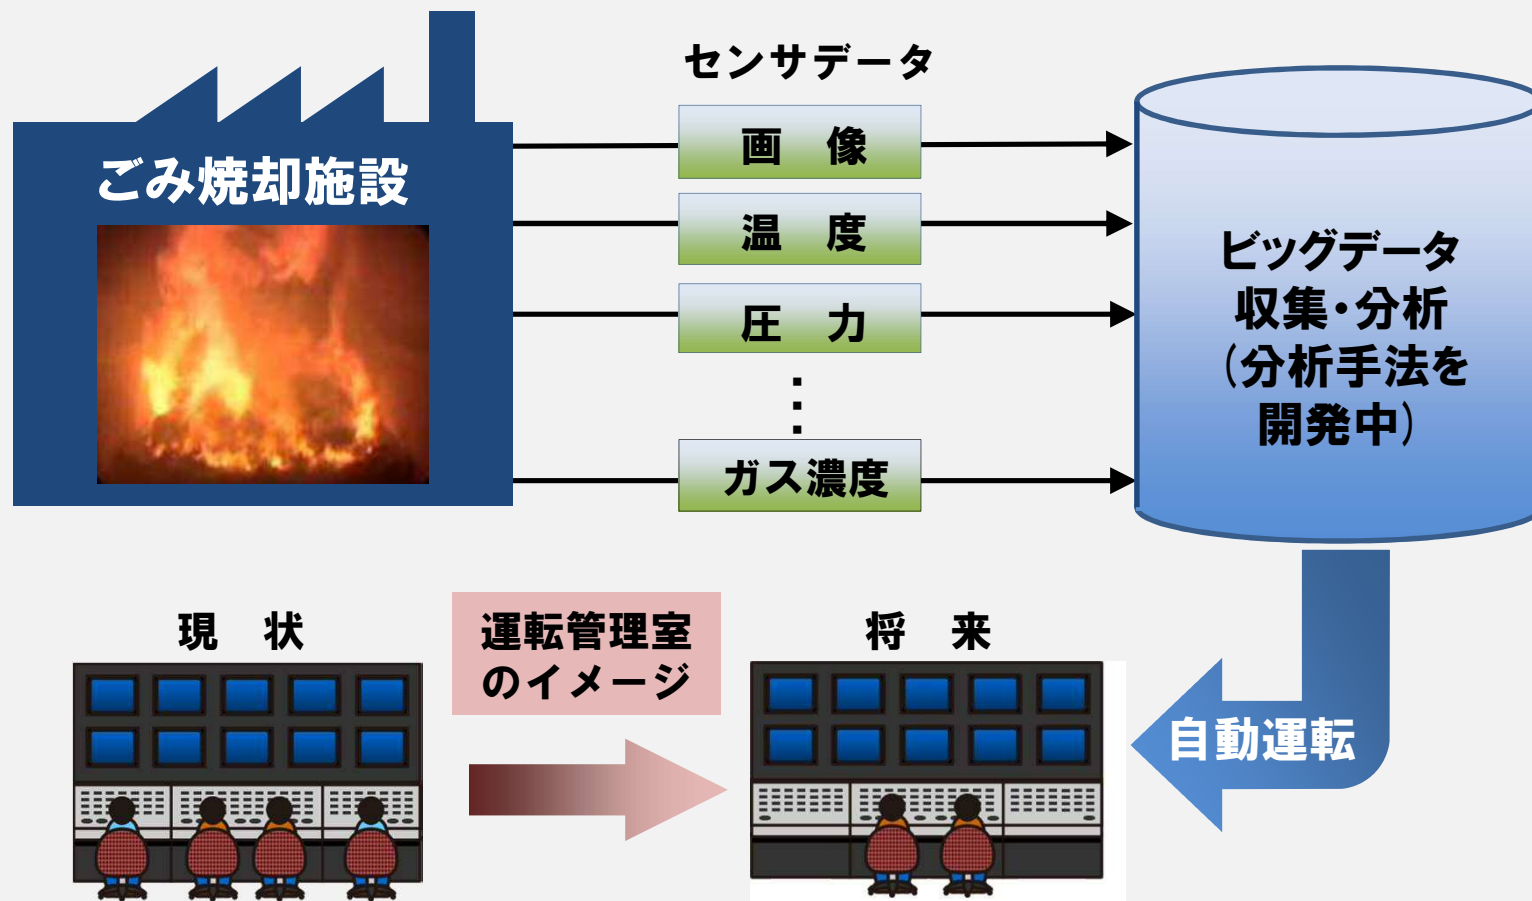 センサデータ
ごみ焼却施設
画　像
温　度
圧　力
⋮
ガス濃度
ビッグデータ
収集・分析
（分析手法を
開発中）
現　状
運転管理室
のイメージ
将　来
自動運転